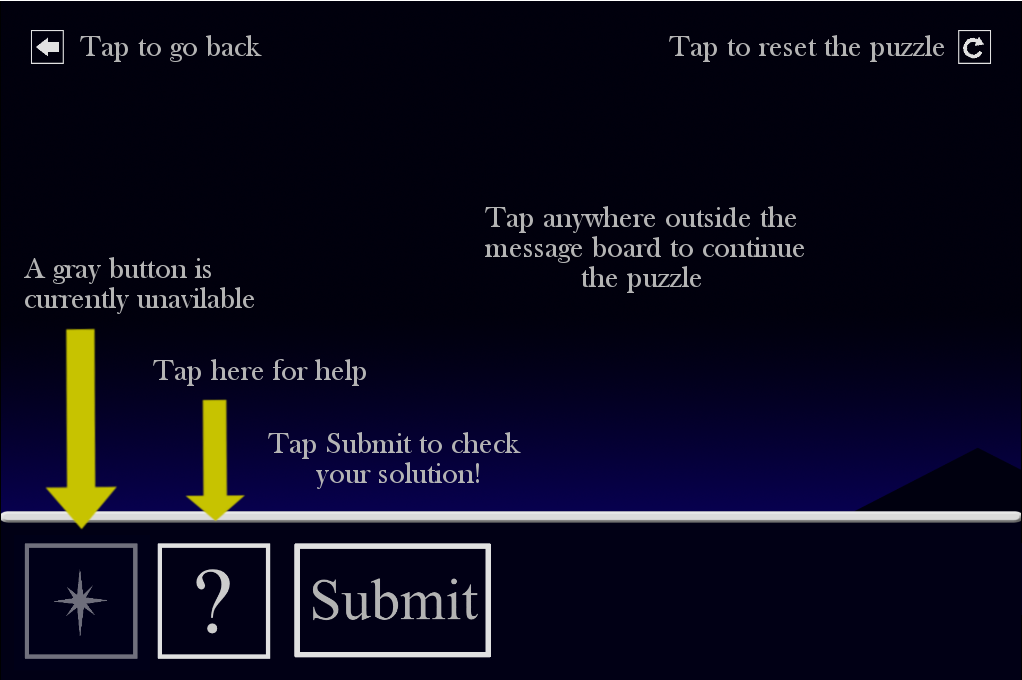 Tap to go back
Tap to reset the puzzle
Tap anywhere outside the
message board to continue
the puzzle
A gray button is
currently unavilable
Tap here for help
Tap Submit to check
your solution!
?
Submit